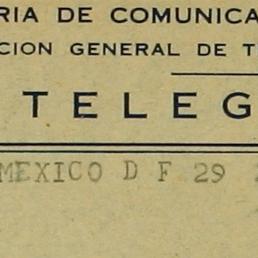 RIA DE COMUNICA
CION GENERAL DE T
TELEG
MEXICO D F 29